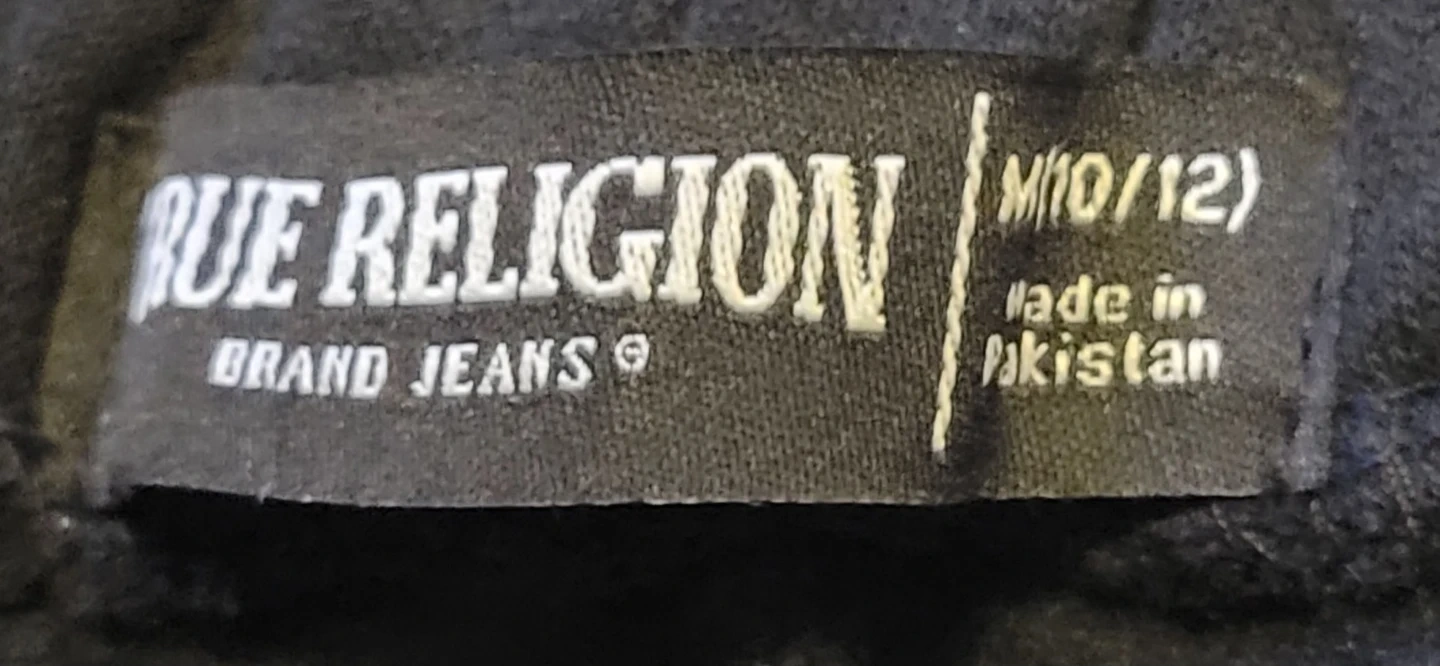 RUE RELIGION
BRAND JEANS ®
M(10/12)
Made in
Pakistan